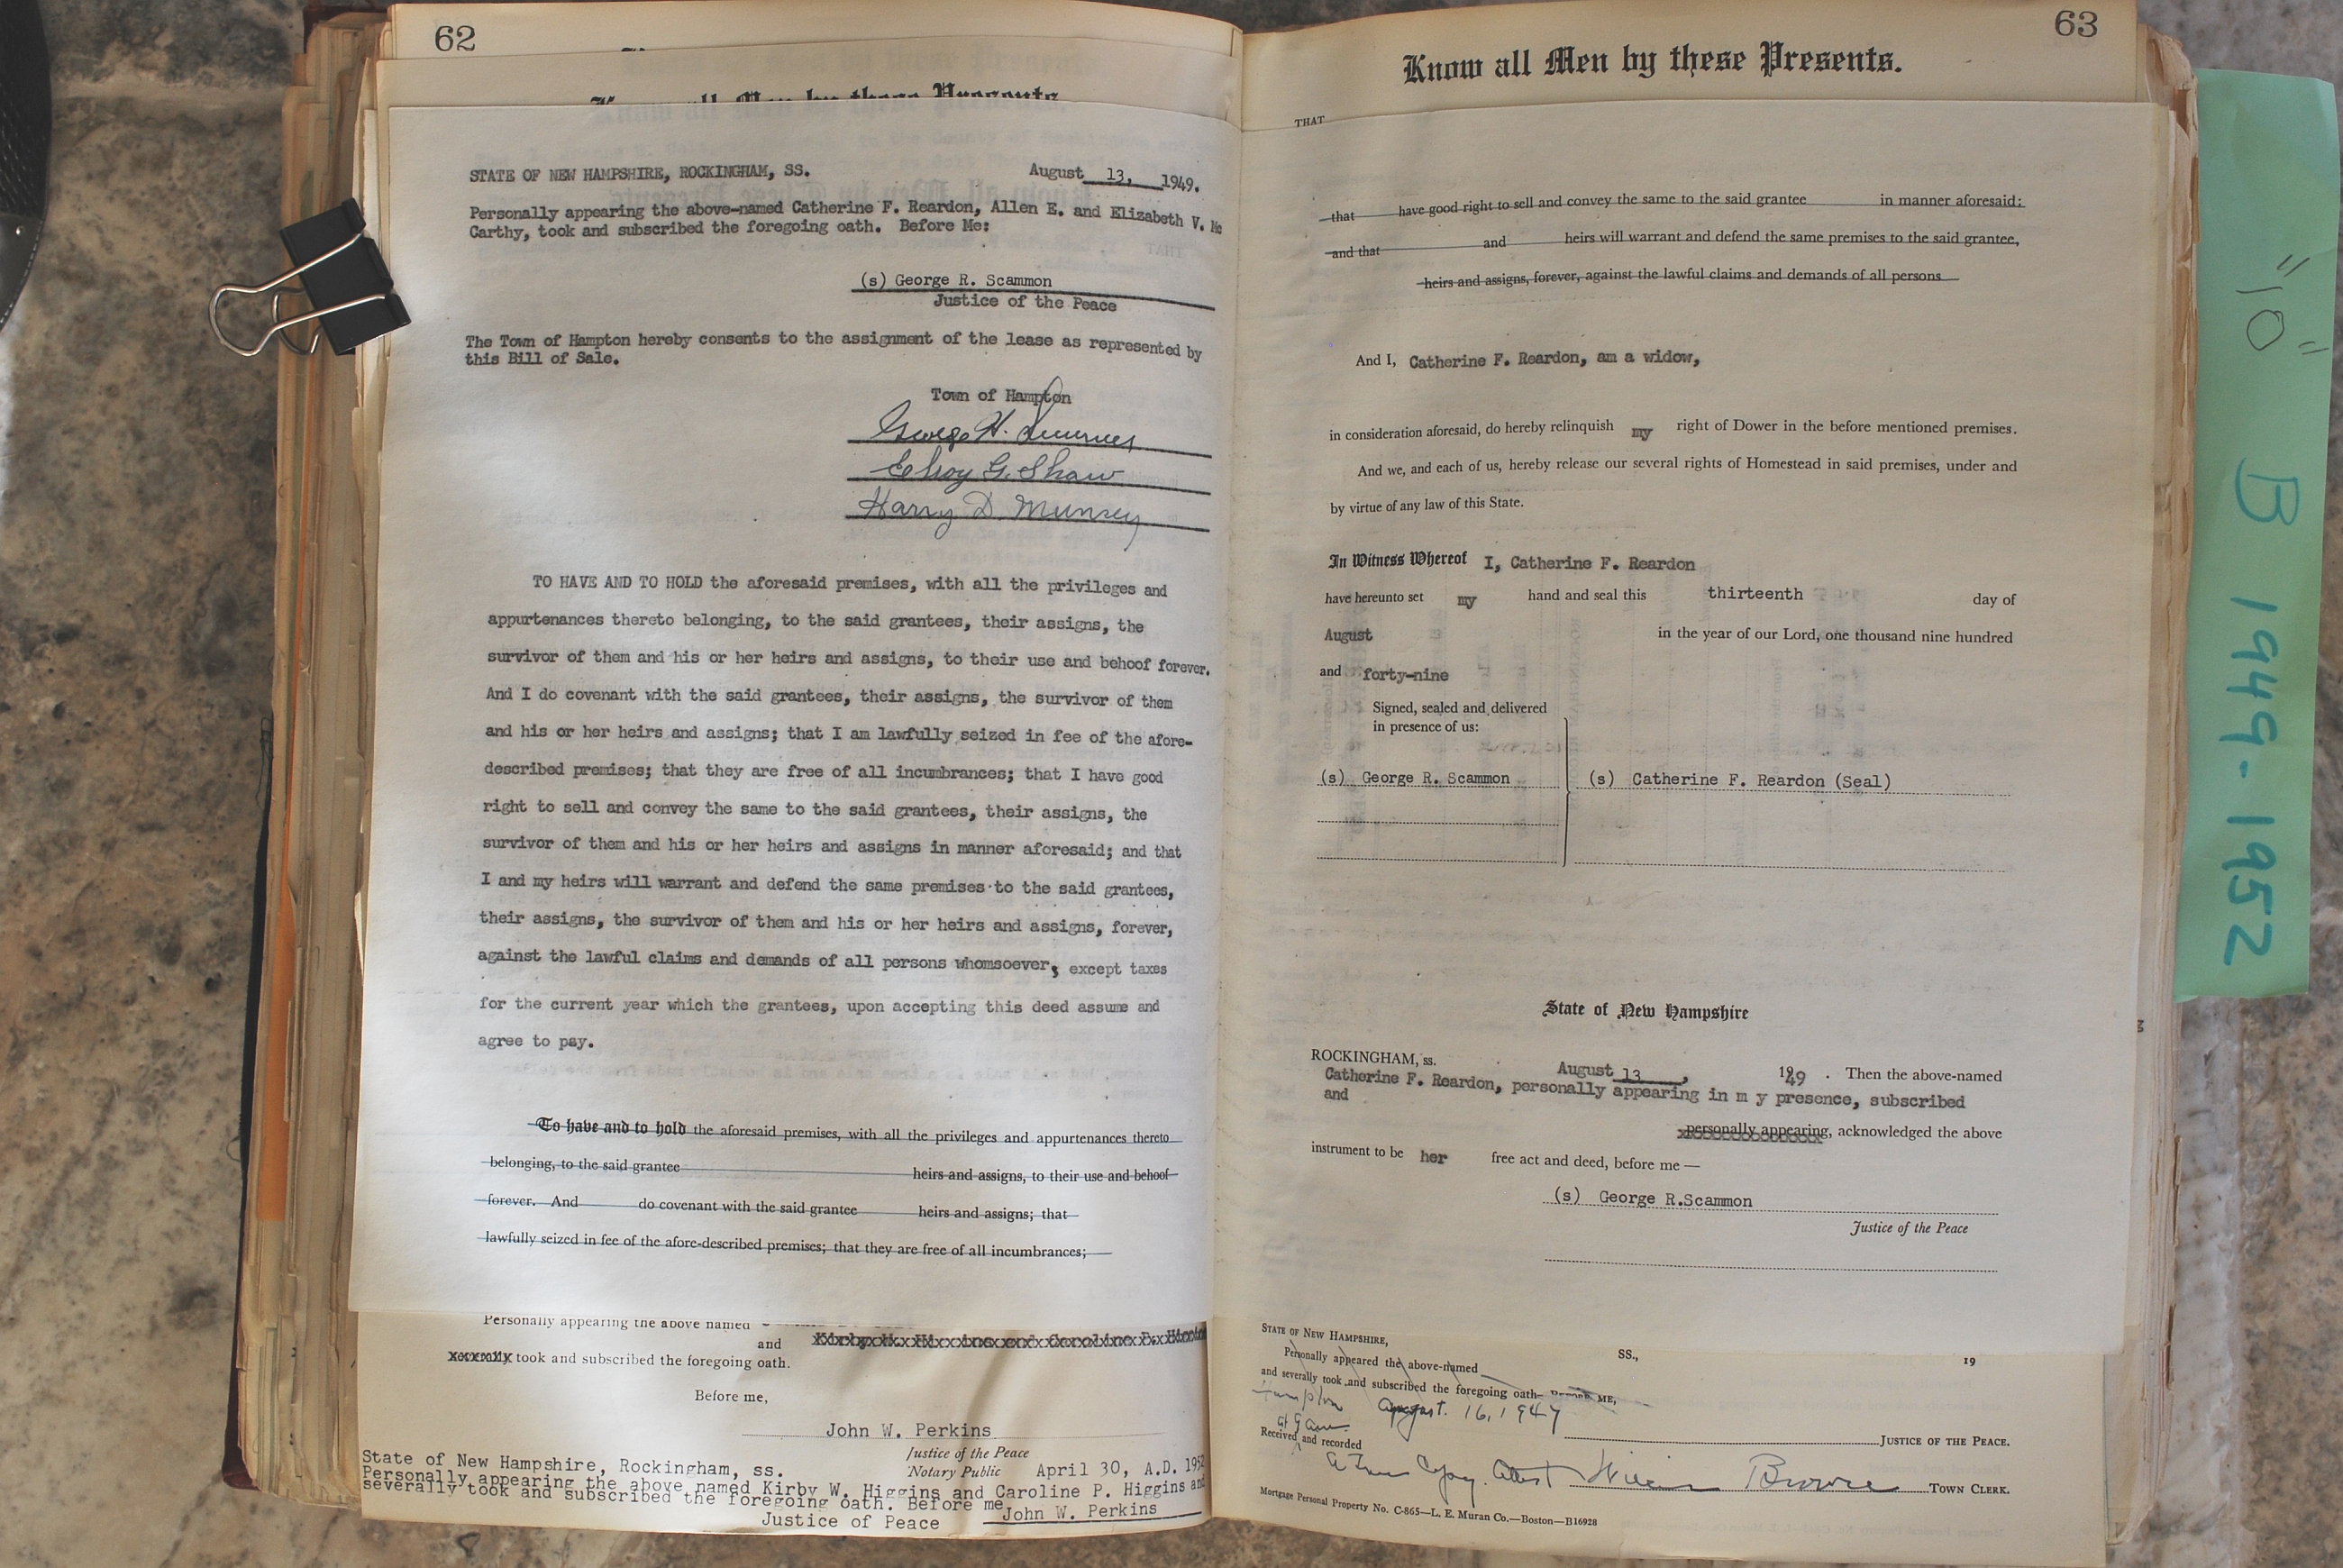 62
STATE OF NEW HAMPSHIRE, ROCKINGHAM, SS. August 13, 1949.
Personally appearing the above-named Catherine F. Reardon, Allen E. and Elizabeth V. Mc
Carthy, took and subscribed the foregoing oath. Before Me:
(s) George R. Scammon
Justice of the Peace
The Town of Hampton hereby consents to the assignment of the lease as represented by
this Bill of Sale.
Town of Hampton
George H.
Elroy G. Shaw
Harry D. Munsey
TO HAVE AND TO HOLD the aforesaid premises, with all the privileges and
appurtenances thereto belonging, to the said grantees, their assigns, the
survivor of them and his or her heirs and assigns, to their use and behoof forever.
And I do covenant with the said grantees, their assigns, the survivor of them
and his or her heirs and assigns; that I am lawfully seized in fee of the afore-
described premises; that they are free of all incumbrances; that I have good
right to sell and convey the same to the said grantees, their assigns, the
survivor of them and his or her heirs and assigns in manner aforesaid; and that
I and my heirs will warrant and defend the same premises to the said grantees,
their assigns, the survivor of them and his or her heirs and assigns, forever,
against the lawful claims and demands of all persons whomsoever, except taxes
for the current year which the grantees, upon accepting this deed assume and
agree to pay.
To have and to hold the aforesaid premises, with all the privileges and appurtenances thereto
belonging, to the said grantee heirs and assigns, to their use and behoof
forever. And do covenant with the said grantee heirs and assigns; that
lawfully seized in fee of the afore-described premises; that they are free of all incumbrances;
Personally appearing the above named
and Kirby W. Higgins and Caroline P.
severally took and subscribed the foregoing oath.
Before me,
John W. Perkins
Justice of the Peace
Notary Public
State of New Hampshire, Rockingham, ss. April 30, A.D. 1952
Personally appearing the above named Kirby W. Higgins and Caroline P. Higgins and
severally took and subscribed the foregoing oath. Before me
John W. Perkins
Justice of Peace
63
Know all Men by these Presents.
THAT
that have good right to sell and convey the same to the said grantee in manner aforesaid;
and that and heirs will warrant and defend the same premises to the said grantee,
heirs and assigns, forever, against the lawful claims and demands of all persons
And I, Catherine F. Reardon, am a widow,
in consideration aforesaid, do hereby relinquish my right of Dower in the before mentioned premises.
And we, and each of us, hereby release our several rights of Homestead in said premises, under and
by virtue of any law of this State.
In Witness Whereof I, Catherine F. Reardon
have hereunto set my hand and seal this thirteenth day of
August in the year of our Lord, one thousand nine hundred
and forty-nine
Signed, sealed and delivered
in presence of us:
(s) George R. Scammon (s) Catherine F. Reardon (Seal)
State of New Hampshire
ROCKINGHAM, ss. August 13, 1949 . Then the above-named
Catherine F. Reardon, personally appearing in m y presence, subscribed
and
personally appearing, acknowledged the above
instrument to be her free act and deed, before me —
(s) George R.Scammon
Justice of the Peace
STATE OF NEW HAMPSHIRE, SS., 19
Personally appeared the above-named
and severally took and subscribed the foregoing oath— BEFORE ME,
Hampton August. 16, 1949
at 9 am.
Received and recorded JUSTICE OF THE PEACE.
A True Copy. Attest William Browne TOWN CLERK.
Mortgage Personal Property No. C-865—L. E. Muran Co.—Boston—B16928
"10" B 1949-1952